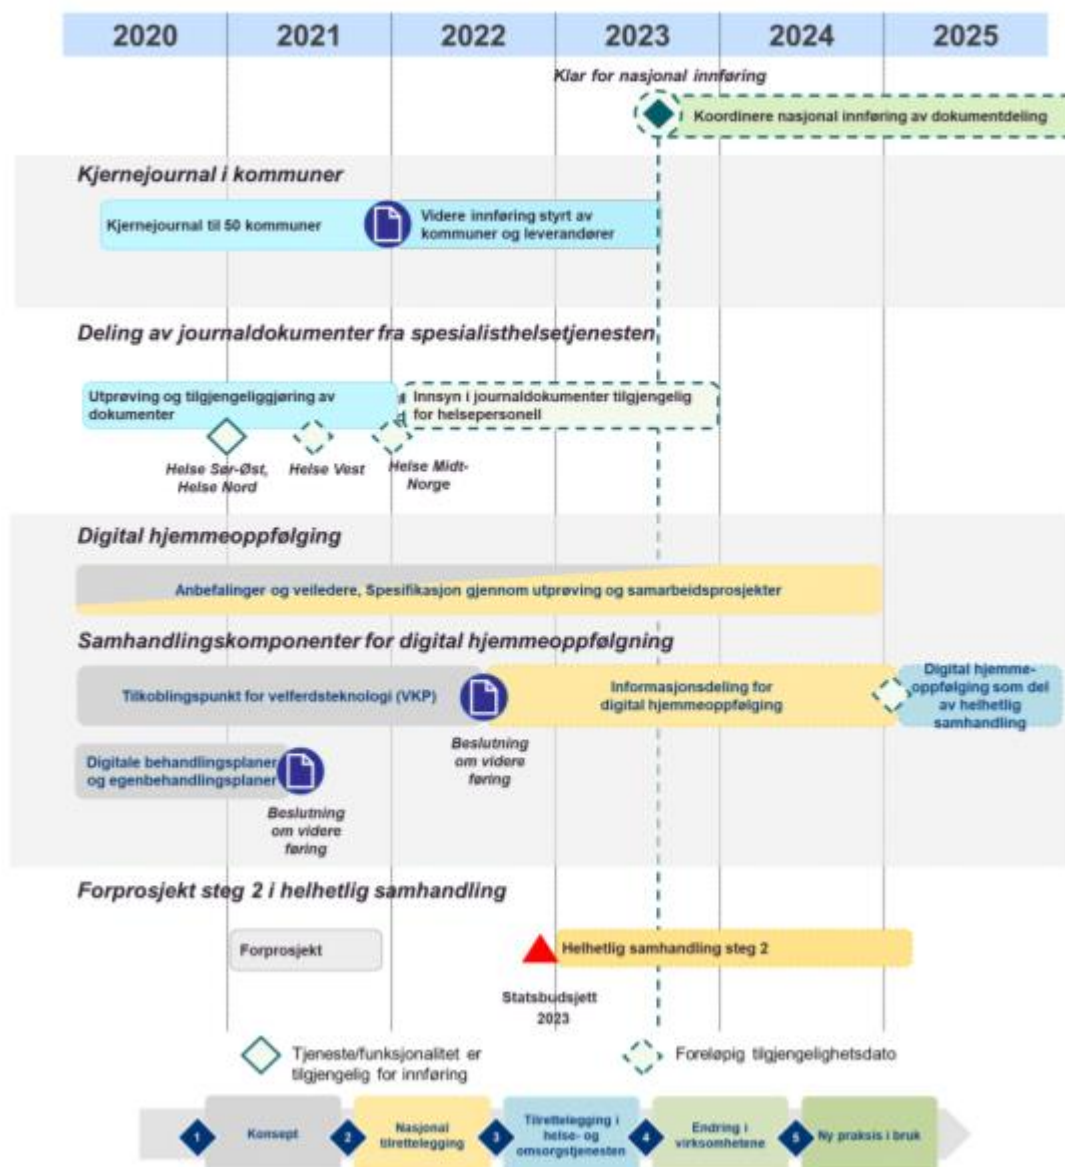 2020 2021 2022 2023 2024 2025
Klar for nasjonal innføring
Koordinere nasjonal innføring av dokumentdeling
Kjernejournal i kommuner
Kjernejournal til 50 kommuner
Videre innføring styrt av
kommuner og leverandører
Deling av journaldokumenter fra spesialisthelsetjenesten
Utprøving og tilgjengeliggjøring av
dokumenter
Innsyn i journaldokumenter tilgjengelig
for helsepersonell
Helse Sør-Øst,
Helse Nord
Helse Vest
Helse Midt-
Norge
Digital hjemmeoppfølging
Anbefalinger og veiledere, Spesifikasjon gjennom utprøving og samarbeidsprosjekter
Samhandlingskomponenter for digital hjemmeoppfølgning
Tilkoblingspunkt for velferdsteknologi (VKP)
Informasjonsdeling for
digital hjemmeoppfølging
Digital hjemme-
oppfølging som del
av helhetlig
samhandling
Beslutning
om videre
føring
Digitale behandlingsplaner
og egenbehandlingsplaner
Beslutning
om videre
føring
Forprosjekt steg 2 i helhetlig samhandling
Forprosjekt
Helhetlig samhandling steg 2
Statsbudsjett
2023
Tjeneste/funksjonalitet er
tilgjengelig for innføring
Foreløpig tilgjengelighetsdato
1 Konsept
2 Nasjonal
tilrettelegging
3 Tilrettelegging i
helse- og
omsorgstjenesten
4 Endring i
virksomhetene
5 Ny praksis i bruk